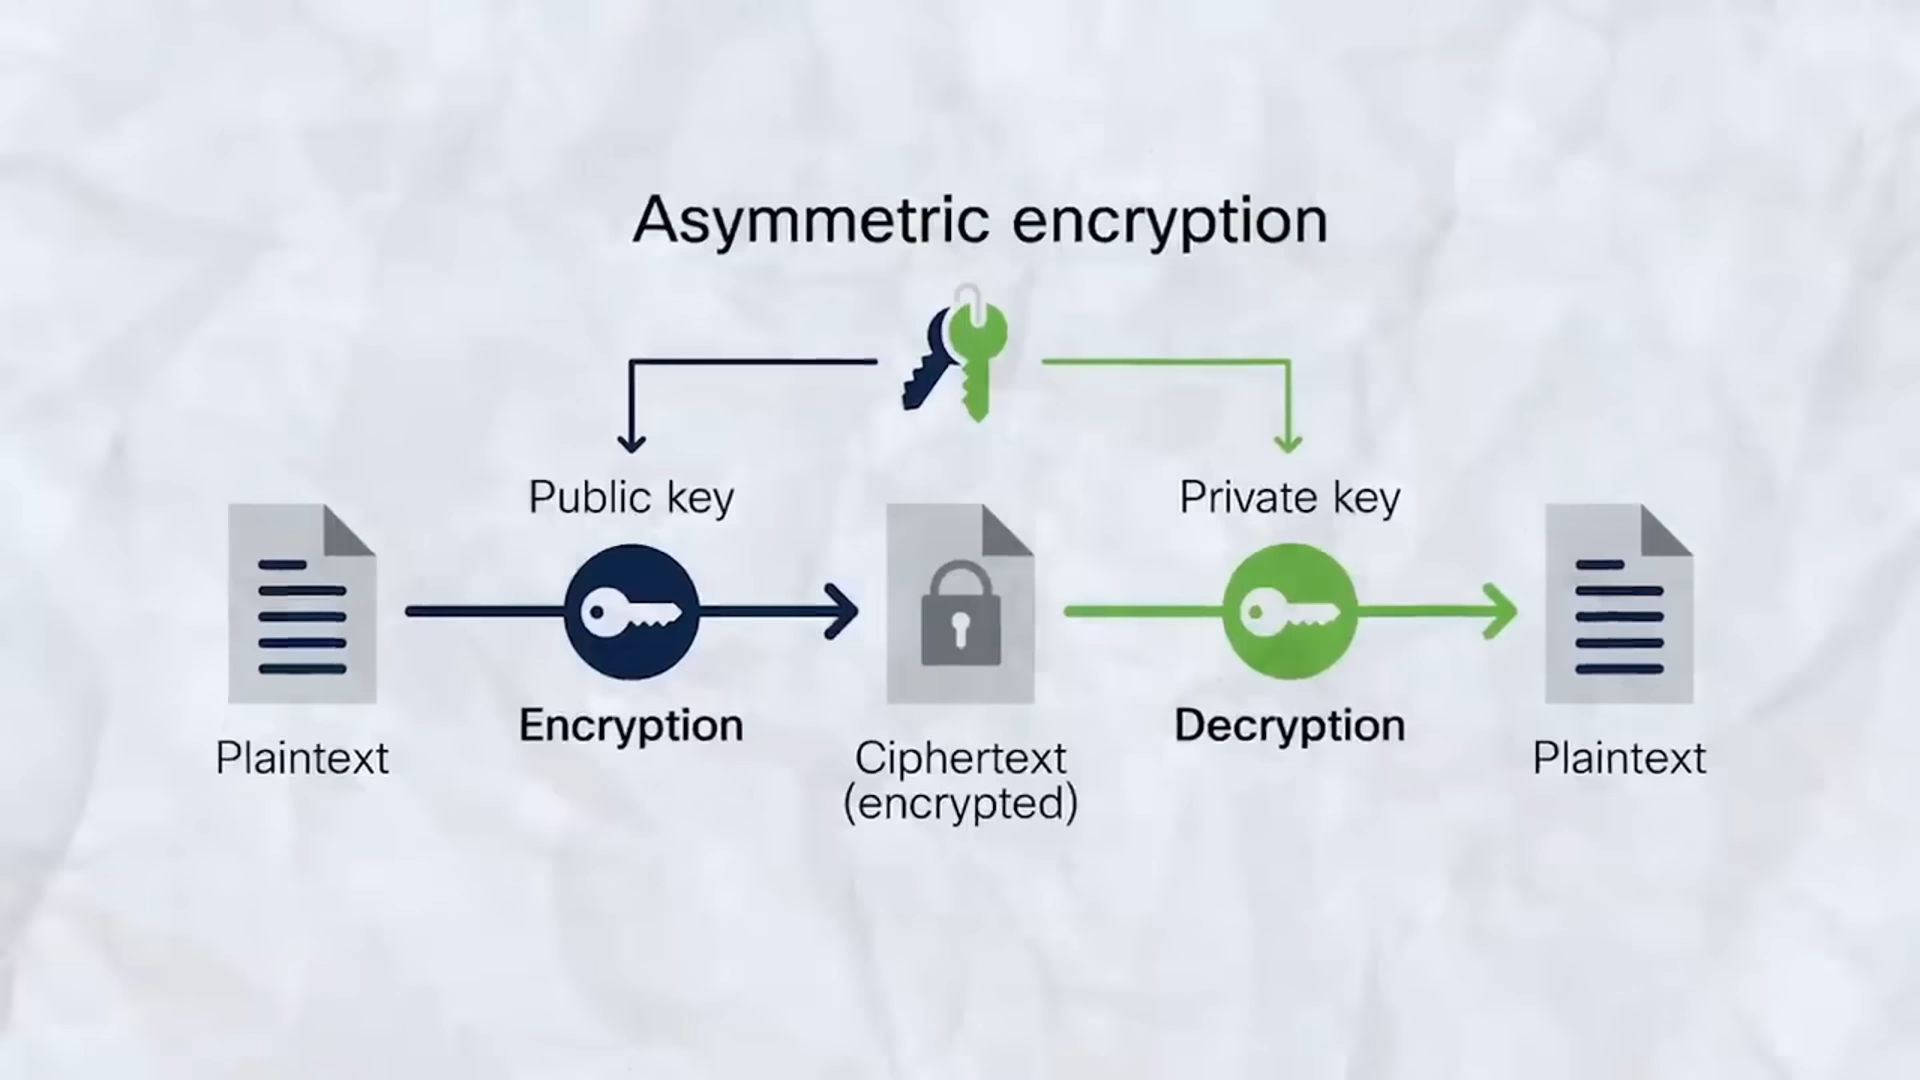 Asymmetric encryption
Public key
Private key
Encryption
Decryption
Plaintext
Ciphertext
(encrypted)
Plaintext